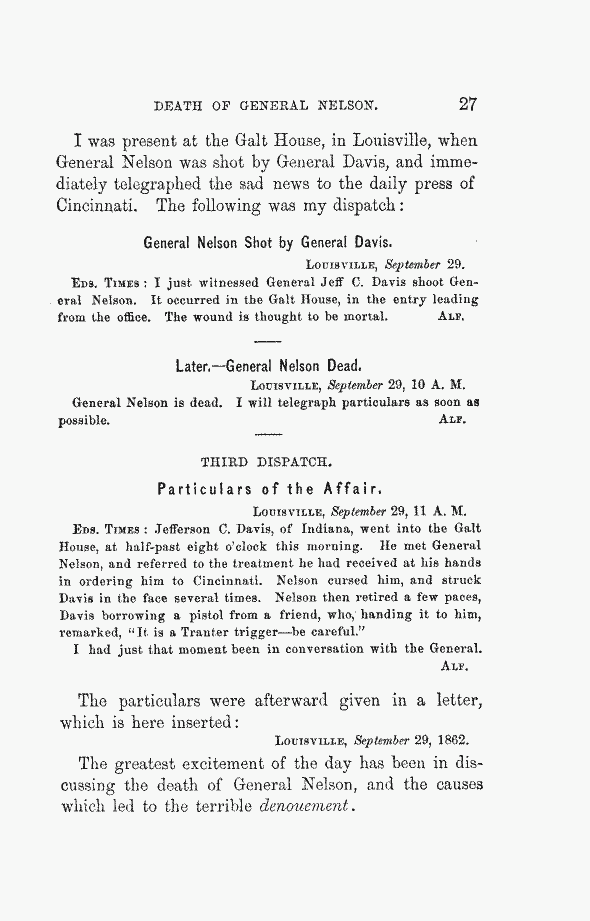 DEATH OF GENERAL NELSON. 27
I was present at the Galt House, in Louisville, when
General Nelson was shot by General Davis, and imme-
diately telegraphed the sad news to the daily press of
Cincinnati. The following was my dispatch:
General Nelson Shot by General Davis.
LOUISVILLE, September 29.
EDS. TIMES: I just witnessed General Jeff C. Davis shoot Gen-
eral Nelson. It occurred in the Galt House, in the entry leading
from the office. The wound is thought to be mortal. ALF.
Later.—General Nelson Dead.
LOUISVILLE, September 29, 10 A. M.
General Nelson is dead. I will telegraph particulars as soon as
possible. ALF.
THIRD DISPATCH.
Particulars of the Affair.
LOUISVILLE, September 29, 11 A. M.
EDS. TIMES: Jefferson C. Davis, of Indiana, went into the Galt
House, at half-past eight o'clock this morning. He met General
Nelson, and referred to the treatment he had received at his hands
in ordering him to Cincinnati. Nelson cursed him, and struck
Davis in the face several times. Nelson then retired a few paces,
Davis borrowing a pistol from a friend, who, handing it to him,
remarked, "It is a Tranter trigger—be careful."
I had just that moment been in conversation with the General.
ALF.
The particulars were afterward given in a letter,
which is here inserted:
LOUISVILLE, September 29, 1862.
The greatest excitement of the day has been in dis-
cussing the death of General Nelson, and the causes
which led to the terrible denouement.